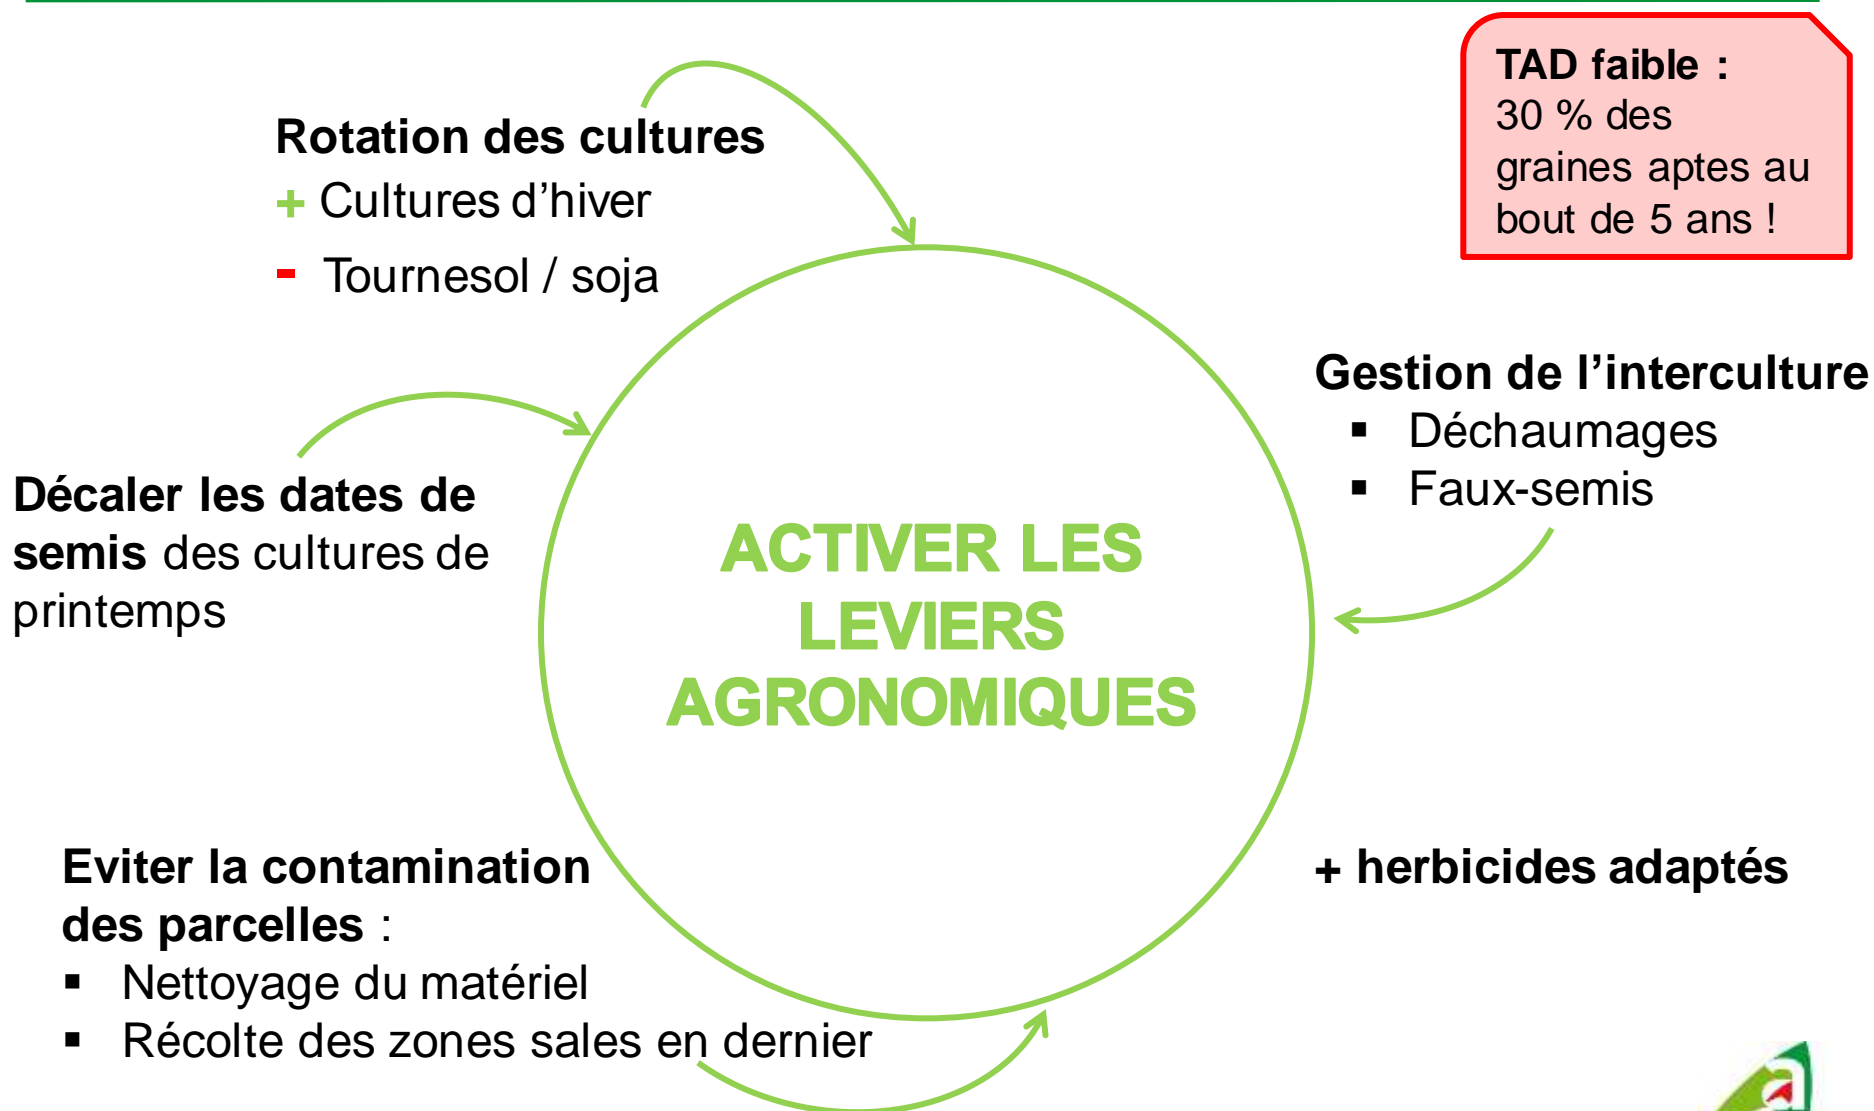 TAD faible :
30 % des
graines aptes au
bout de 5 ans !
Rotation des cultures
+ Cultures d’hiver
- Tournesol / soja
Gestion de l’interculture
▪ Déchaumages
▪ Faux-semis
Décaler les dates de
semis des cultures de
printemps
ACTIVER LES
LEVIERS
AGRONOMIQUES
Eviter la contamination
des parcelles :
▪ Nettoyage du matériel
▪ Récolte des zones sales en dernier
+ herbicides adaptés